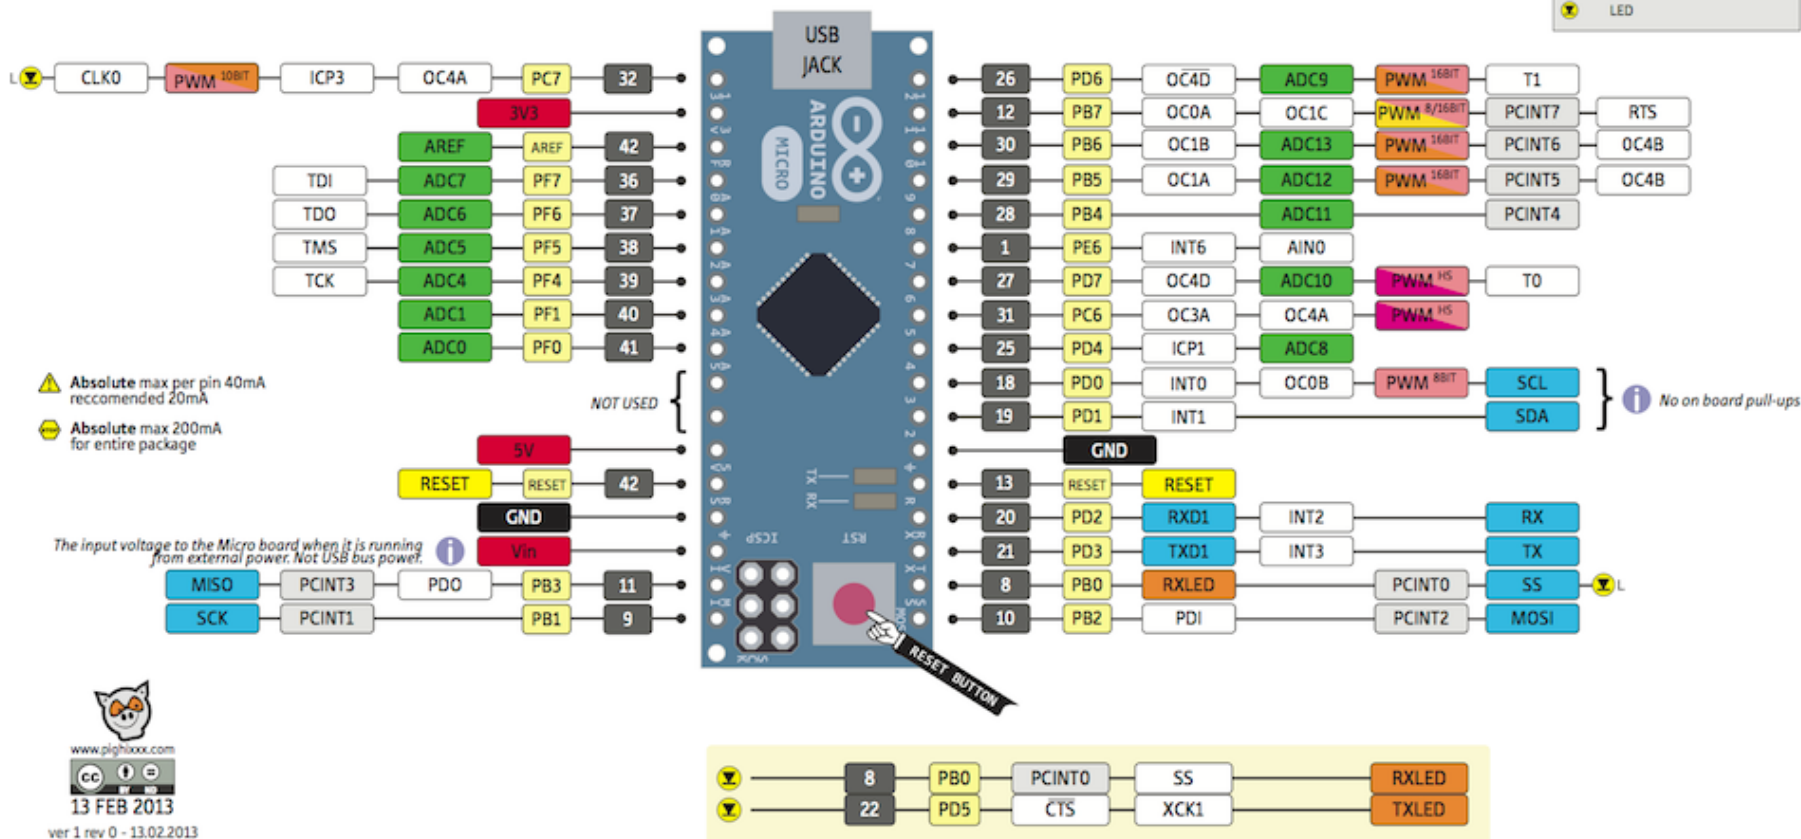 LED
USB
JACK
ARDUINO
MICRO
L CLK0 PWM 10BIT ICP3 OC4A PC7 32
3V3
AREF AREF 42
TDI ADC7 PF7 36
TDO ADC6 PF6 37
TMS ADC5 PF5 38
TCK ADC4 PF4 39
ADC1 PF1 40
ADC0 PF0 41
Absolute max per pin 40mA
reccomended 20mA
Absolute max 200mA
for entire package
NOT USED
5V
RESET RESET 42
GND
The input voltage to the Micro board when it is running
from external power. Not USB bus power.
Vin
MISO PCINT3 PDO PB3 11
SCK PCINT1 PB1 9
26 PD6 OC4D ADC9 PWM 16BIT T1
12 PB7 OC0A OC1C PWM 8/16BIT PCINT7 RTS
30 PB6 OC1B ADC13 PWM 16BIT PCINT6 OC4B
29 PB5 OC1A ADC12 PWM 16BIT PCINT5 OC4B
28 PB4 ADC11 PCINT4
1 PE6 INT6 AIN0
27 PD7 OC4D ADC10 PWM HS T0
31 PC6 OC3A OC4A PWM HS
25 PD4 ICP1 ADC8
18 PD0 INT0 OC0B PWM 8BIT SCL
19 PD1 INT1 SDA
No on board pull-ups
GND
13 RESET RESET
20 PD2 RXD1 INT2 RX
21 PD3 TXD1 INT3 TX
8 PB0 RXLED PCINT0 SS L
10 PB2 PDI PCINT2 MOSI
TX
RX
ICSP
RST
RESET BUTTON
www.pighixxx.com
cc
BY ND
13 FEB 2013
ver 1 rev 0 - 13.02.2013
8 PB0 PCINT0 SS RXLED
22 PD5 CTS XCK1 TXLED